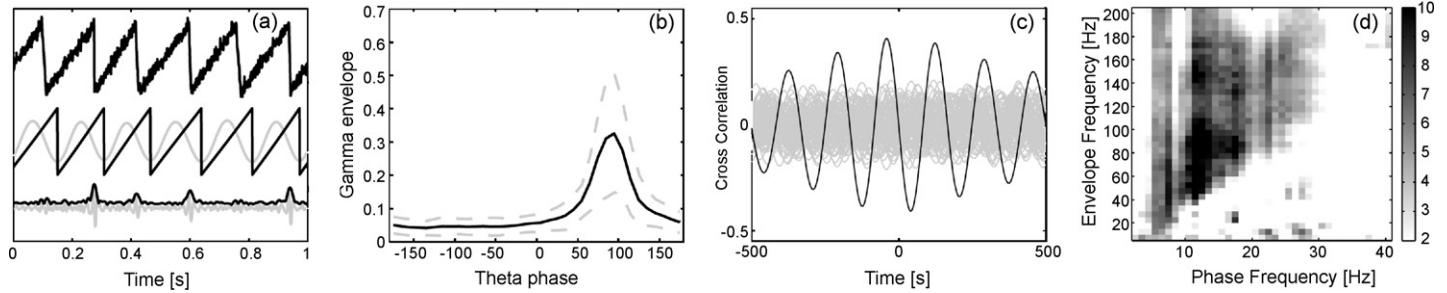 (a)
0 0.2 0.4 0.6 0.8 1
Time [s]
(b)
Gamma envelope
0.7
0.6
0.5
0.4
0.3
0.2
0.1
0
-150 -100 -50 0 50 100 150
Theta phase
(c)
Cross Correlation
0.5
0
-0.5
-500 0 500
Time [s]
(d)
Envelope Frequency [Hz]
200
180
160
140
120
100
80
60
40
20
10 20 30 40
Phase Frequency [Hz]
10
9
8
7
6
5
4
3
2